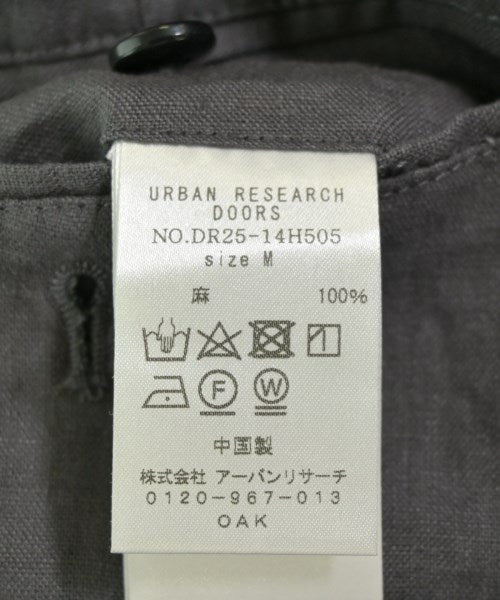 URBAN RESEARCH
DOORS
NO.DR25-14H505
size M
麻 100%
F W
中国製
株式会社 アーバンリサーチ
0120-967-013
OAK